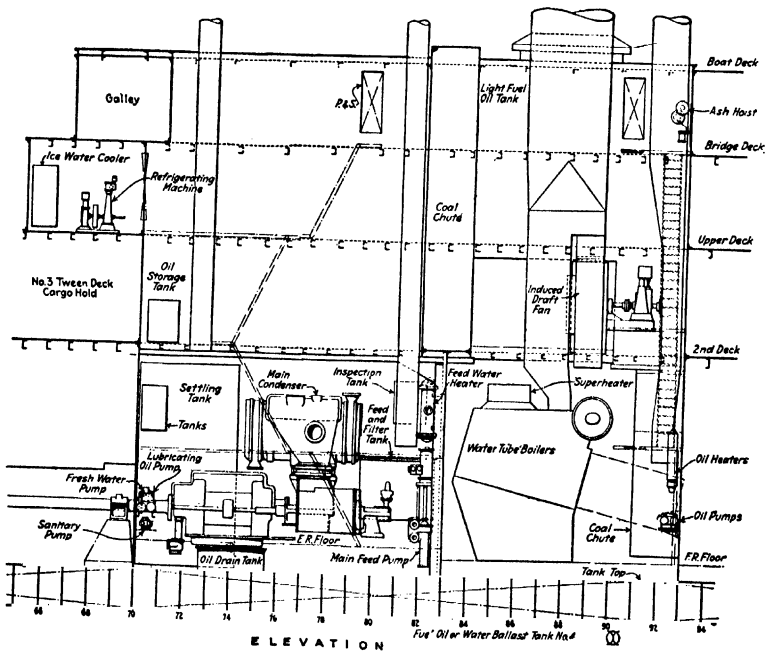 Boat Deck
Galley
P.&S.
Light Fuel
Oil Tank
Ash Hoist
Bridge Deck
Ice Water Cooler
Refrigerating
Machine
Coal
Chute
Upper Deck
No.3 Tween Deck
Cargo Hold
Oil
Storage
Tank
Induced
Draft
Fan
2nd Deck
Settling
Tank
Main
Condenser
Inspection
Tank
Feed Water
Heater
Superheater
Tanks
Feed
and
Filter
Tank
Water Tube Boilers
Lubricating
Oil Pump
Fresh Water
Pump
Oil Heaters
Sanitary
Pump
Oil Pumps
Coal
Chute
E.R. Floor
F.R. Floor
Oil Drain Tank
Main Feed Pump
Tank Top
68 70 72 74 76 78 80 82 84 86 88 90 92
Fue' Oil or Water Ballast Tank No.4
ELEVATION